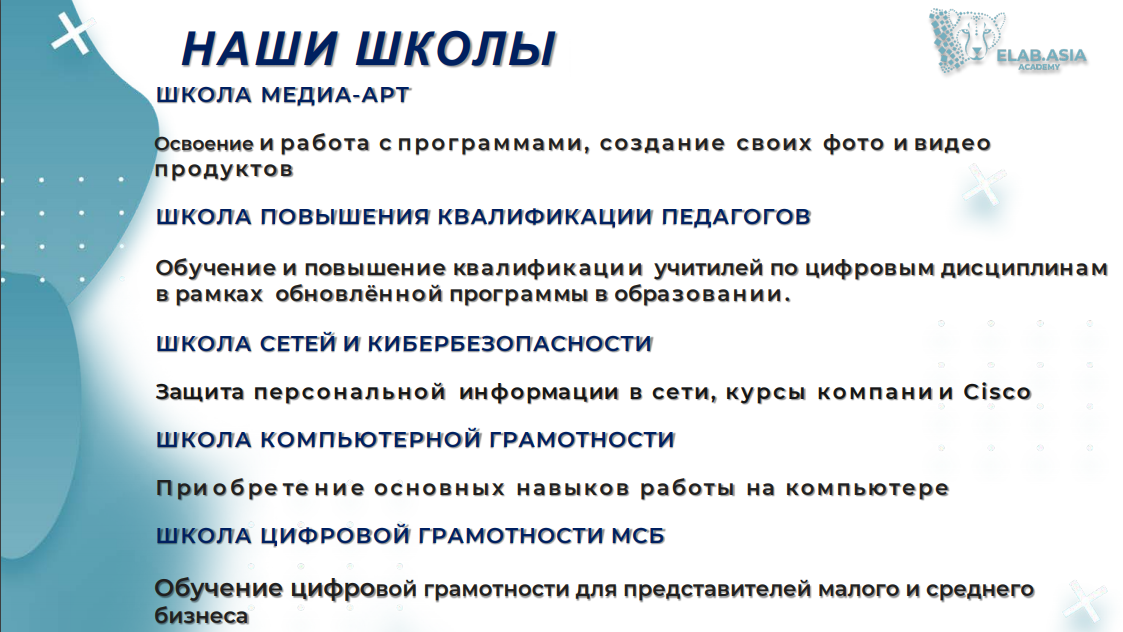 НАШИ ШКОЛЫ
ELAB.ASIA
ACADEMY
ШКОЛА МЕДИА-АРТ
Освоение и работа с программами, создание своих фото и видео
продуктов
ШКОЛА ПОВЫШЕНИЯ КВАЛИФИКАЦИИ ПЕДАГОГОВ
Обучение и повышение квалификации учитилей по цифровым дисциплинам
в рамках обновлённой программы в образовании.
ШКОЛА СЕТЕЙ И КИБЕРБЕЗОПАСНОСТИ
Защита персональной информации в сети, курсы компании Cisco
ШКОЛА КОМПЬЮТЕРНОЙ ГРАМОТНОСТИ
Приобретение основных навыков работы на компьютере
ШКОЛА ЦИФРОВОЙ ГРАМОТНОСТИ МСБ
Обучение цифровой грамотности для представителей малого и среднего
бизнеса